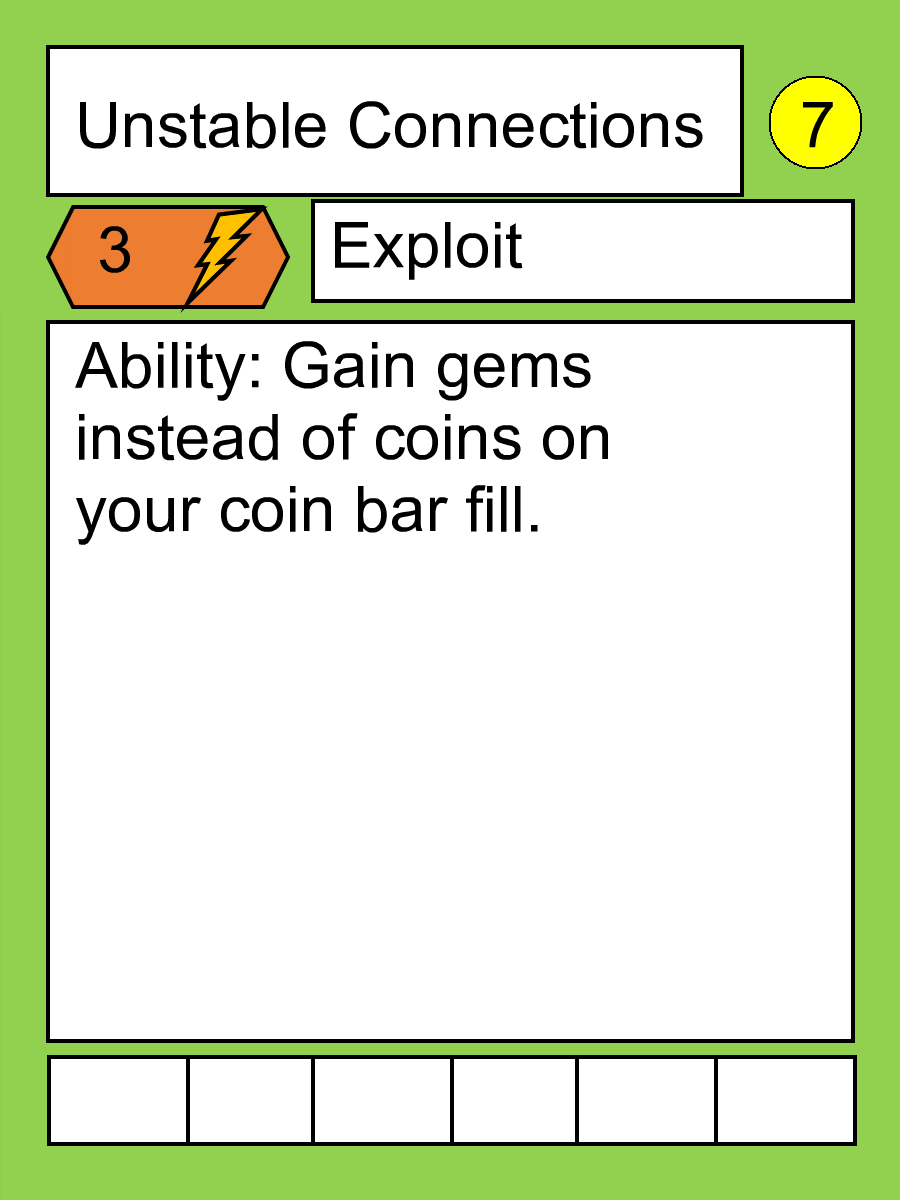 Unstable Connections
7
3
Exploit
Ability: Gain gems
instead of coins on
your coin bar fill.